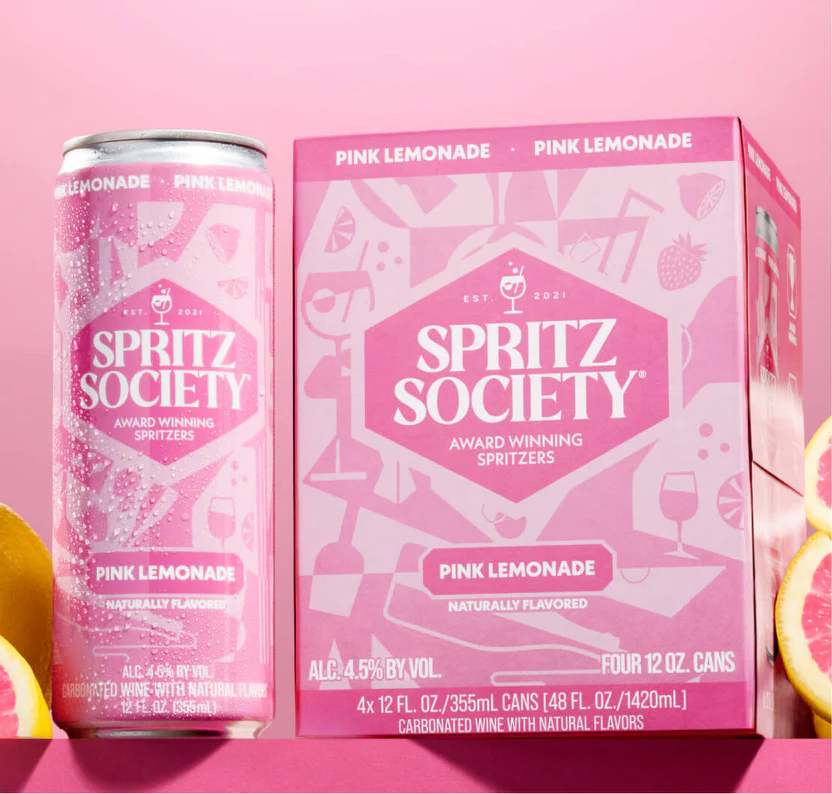 NK LEMONADE · PINK LEMONA
EST. 2021
SPRITZ
SOCIETY
AWARD WINNING
SPRITZERS
PINK LEMONADE
NATURALLY FLAVORED
ALC. 4.5% BY VOL.
CARBONATED WINE WITH NATURAL FLAVOR
12 FL. OZ. (355mL)
PINK LEMONADE · PINK LEMONADE
EST. 2021
SPRITZ
SOCIETY®
AWARD WINNING
SPRITZERS
PINK LEMONADE
NATURALLY FLAVORED
ALC. 4.5% BY VOL. FOUR 12 OZ. CANS
4x 12 FL. OZ./355mL CANS [48 FL. OZ./1420mL]
CARBONATED WINE WITH NATURAL FLAVORS